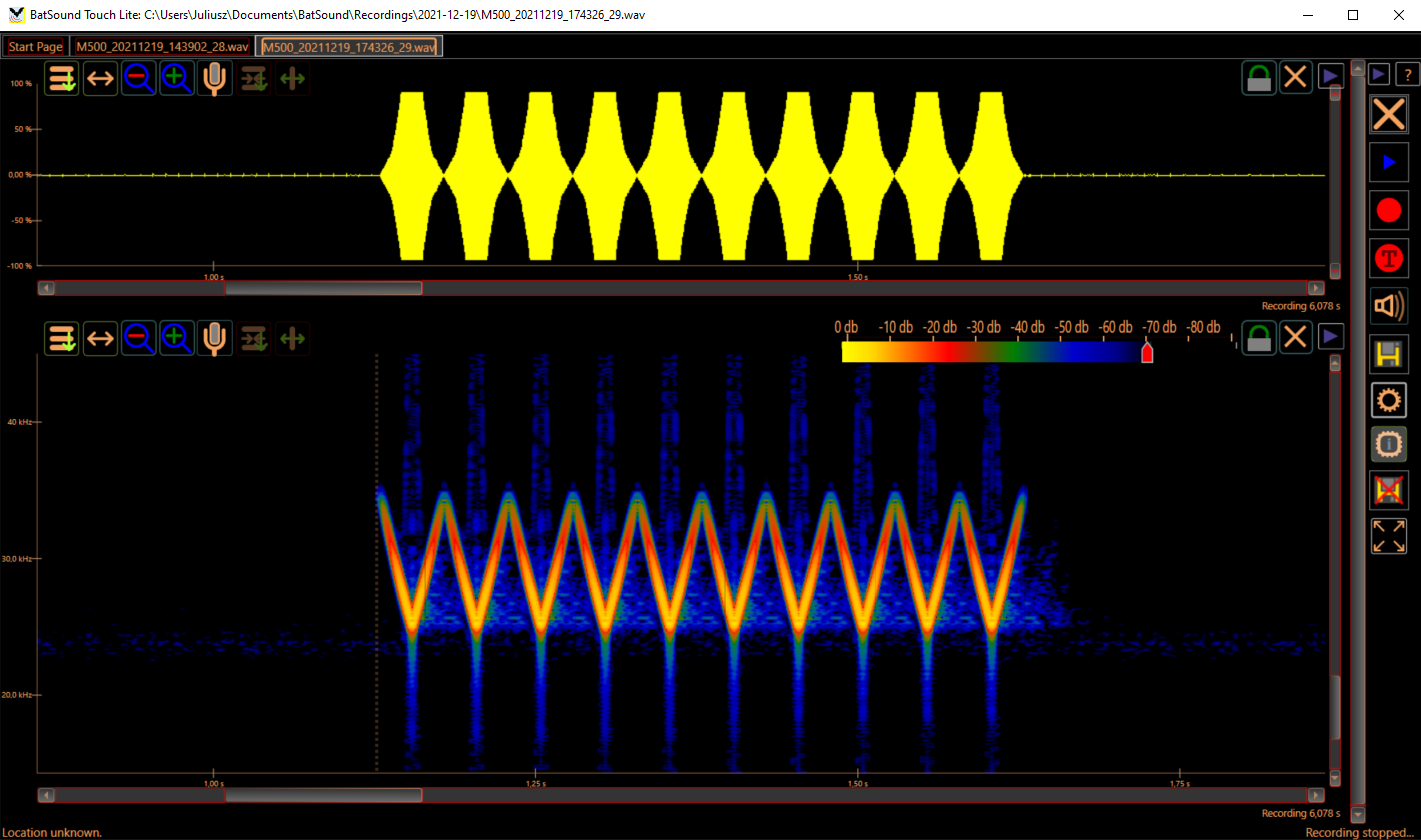 BatSound Touch Lite: C:\Users\Juliusz\Documents\BatSound\Recordings\2021-12-19\M500_20211219_174326_29.wav
Start Page M500_20211219_143902_28.wav M500_20211219_174326_29.wav
?
100 %
50 %
0.00 %
-50 %
-100 %
1.00 s 1.50 s
T
Recording 6,078 s
0 db -10 db -20 db -30 db -40 db -50 db -60 db -70 db -80 db
40 kHz
i
30.0 kHz
20.0 kHz
1,00 s 1,25 s 1,50 s 1,75 s
Recording 6,078 s
Location unknown. Recording stopped...